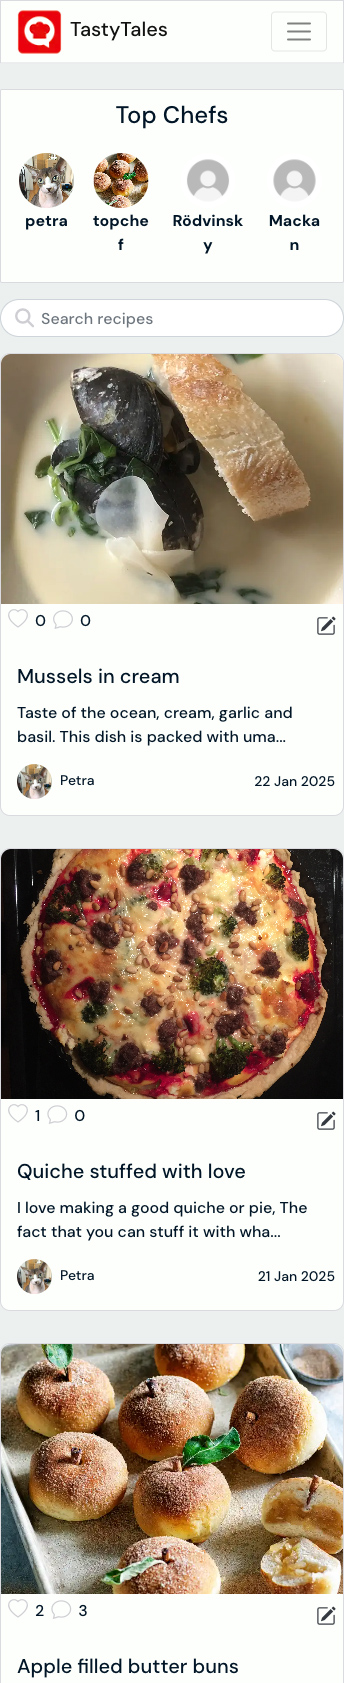 TastyTales
Top Chefs
petra
topche
f
Rödvinsk
y
Macka
n
Search recipes
0 0
Mussels in cream
Taste of the ocean, cream, garlic and
basil. This dish is packed with uma...
Petra 22 Jan 2025
1 0
Quiche stuffed with love
I love making a good quiche or pie, The
fact that you can stuff it with wha...
Petra 21 Jan 2025
2 3
Apple filled butter buns